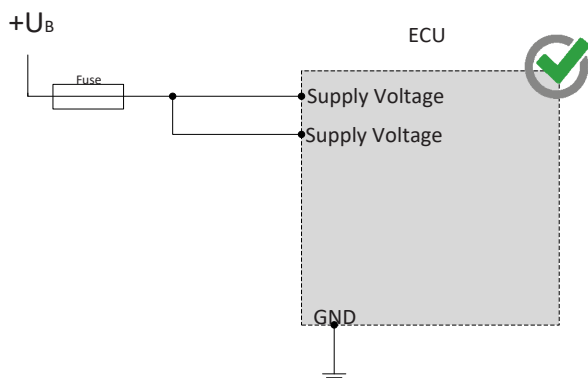 +UB
ECU
Fuse
Supply Voltage
Supply Voltage
GND